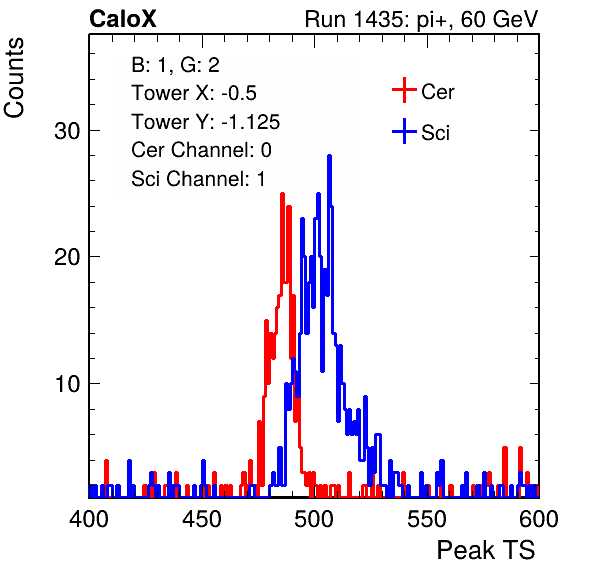 CaloX Run 1435: pi+, 60 GeV
Counts
B: 1, G: 2
Tower X: -0.5
Tower Y: -1.125
Cer Channel: 0
Sci Channel: 1
Cer
Sci
30
20
10
400 450 500 550 600
Peak TS